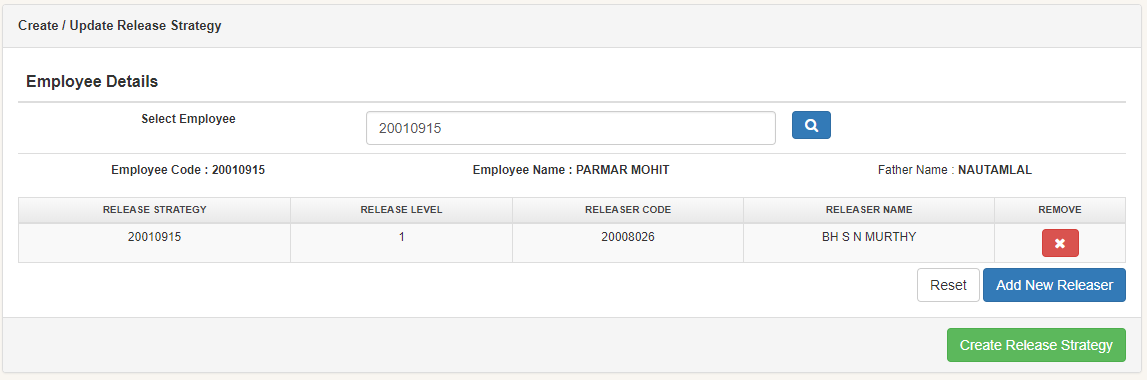 Create / Update Release Strategy
Employee Details
Select Employee 20010915
Employee Code : 20010915 Employee Name : PARMAR MOHIT Father Name : NAUTAMLAL
RELEASE STRATEGY RELEASE LEVEL RELEASER CODE RELEASER NAME REMOVE
20010915 1 20008026 BH S N MURTHY
Reset Add New Releaser
Create Release Strategy